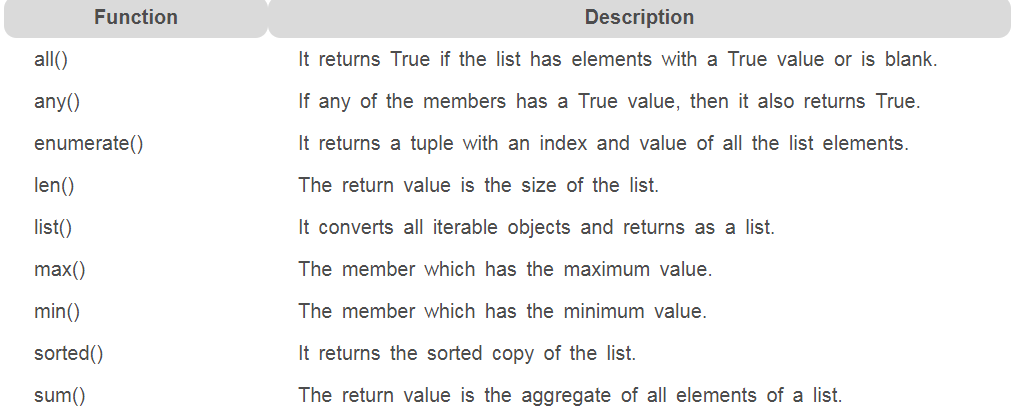 Function Description
all() It returns True if the list has elements with a True value or is blank.
any() If any of the members has a True value, then it also returns True.
enumerate() It returns a tuple with an index and value of all the list elements.
len() The return value is the size of the list.
list() It converts all iterable objects and returns as a list.
max() The member which has the maximum value.
min() The member which has the minimum value.
sorted() It returns the sorted copy of the list.
sum() The return value is the aggregate of all elements of a list.